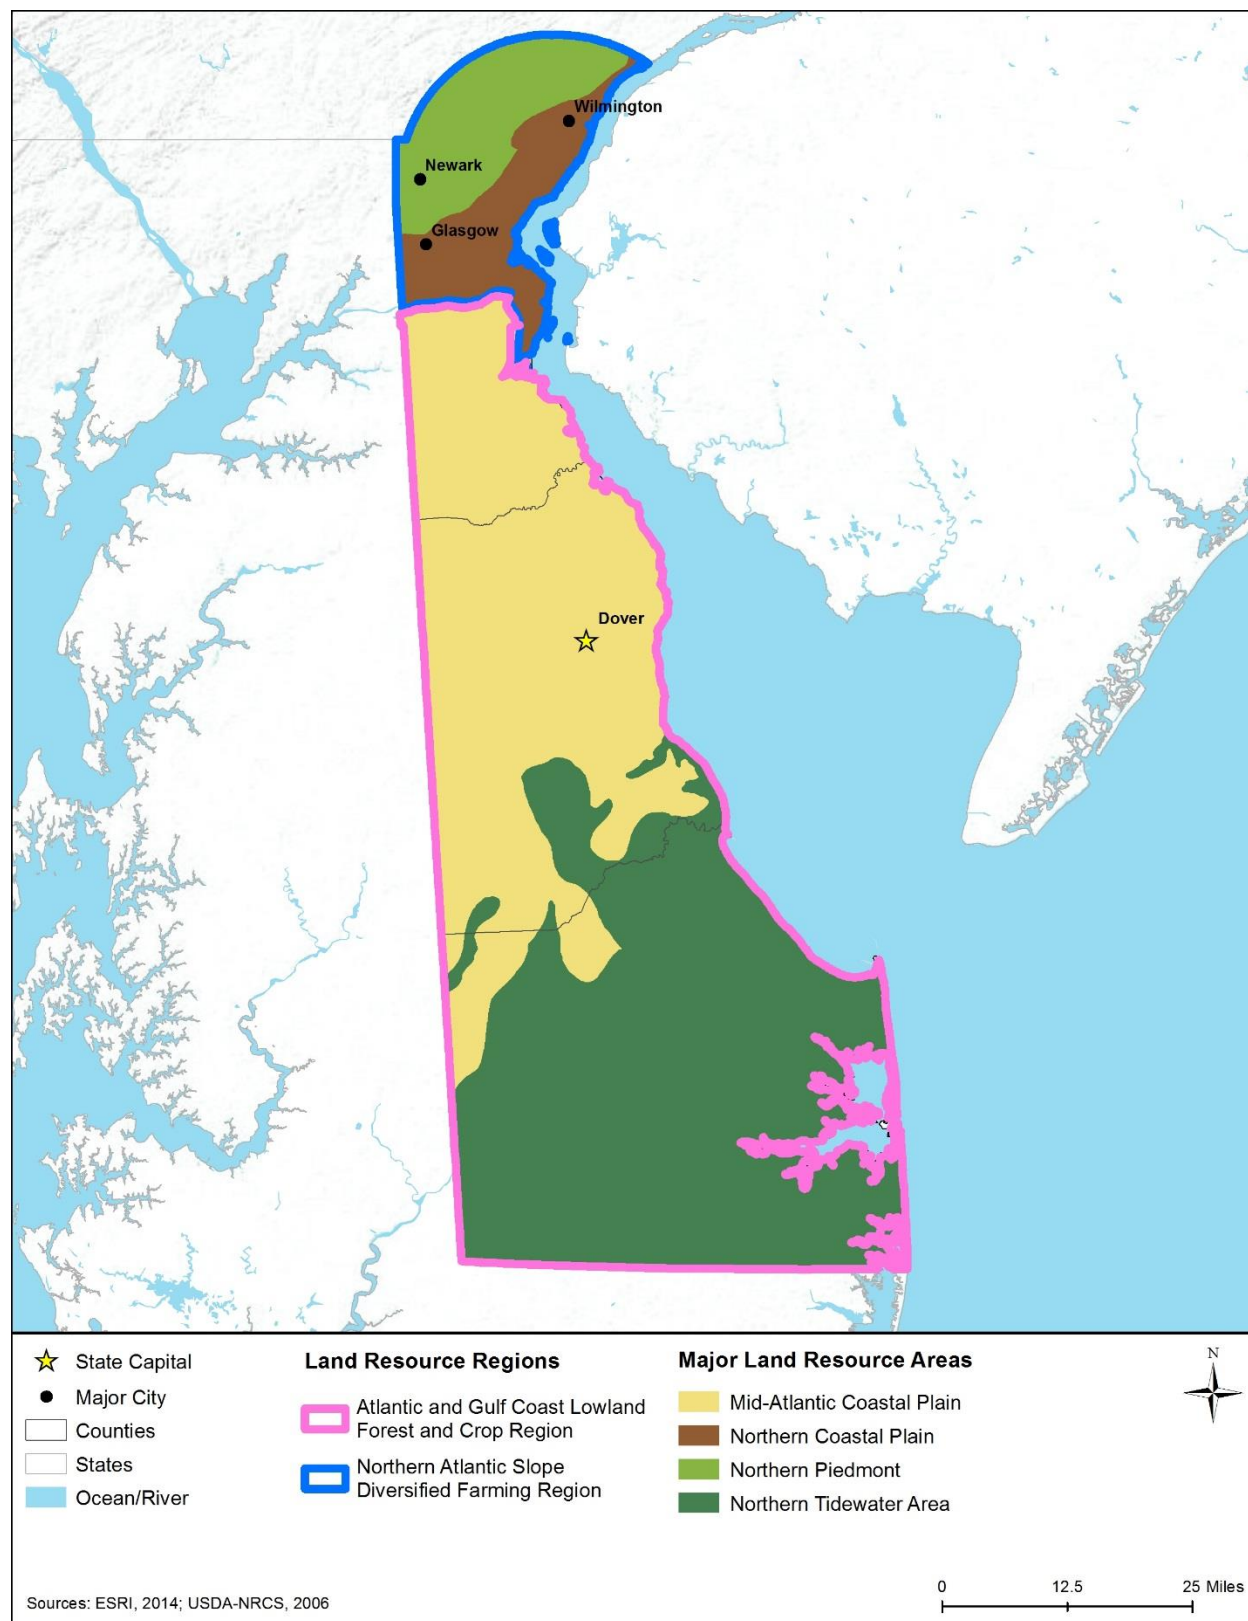 Wilmington
Newark
Glasgow
Dover
State Capital
Major City
Counties
States
Ocean/River
Land Resource Regions
Atlantic and Gulf Coast Lowland
Forest and Crop Region
Northern Atlantic Slope
Diversified Farming Region
Major Land Resource Areas
Mid-Atlantic Coastal Plain
Northern Coastal Plain
Northern Piedmont
Northern Tidewater Area
N
0 12.5 25 Miles
Sources: ESRI, 2014; USDA-NRCS, 2006